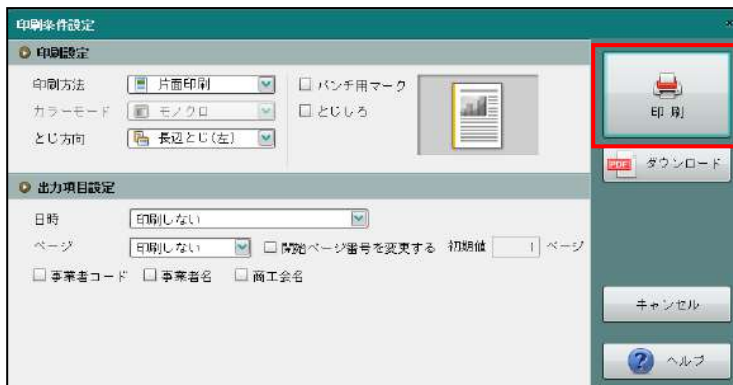 印刷条件設定
印刷設定
印刷方法 片面印刷 パンチ用マーク
カラーモード モノクロ とじしろ
とじ方向 長辺とじ(左)
印 刷
PDF ダウンロード
出力項目設定
日時 印刷しない
ページ 印刷しない 開始ページ番号を変更する 初期値 1 ページ
事業者コード 事業者名 商工会名
キャンセル
? ヘルプ